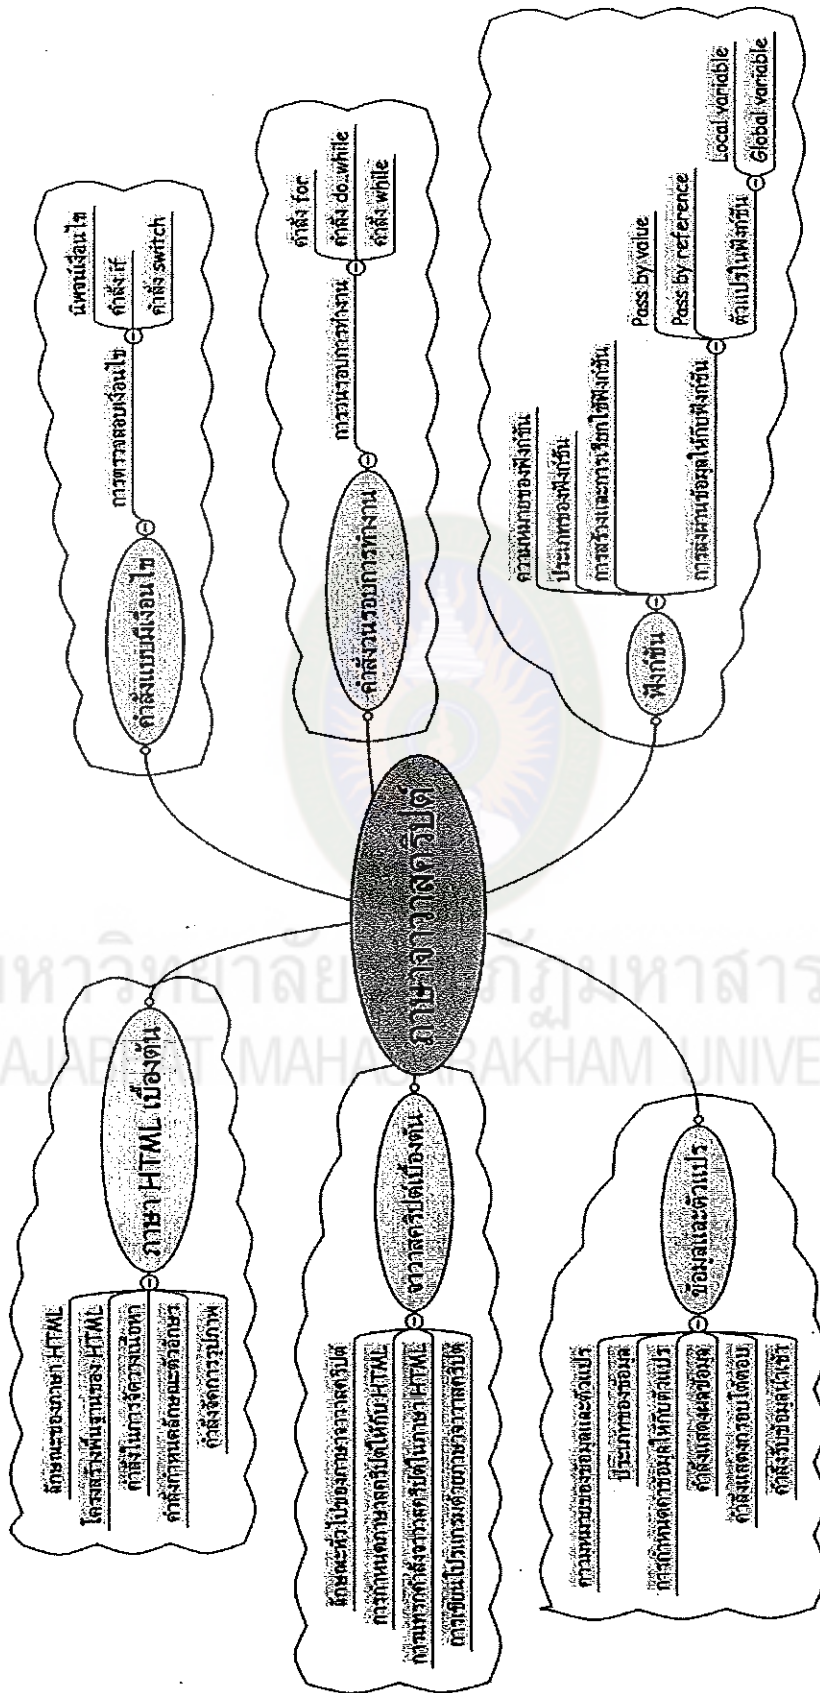 ภาษาจาวาสคริปต์
ภาษา HTML เบื้องต้น
ลักษณะของภาษา HTML
โครงสร้างพื้นฐานของ HTML
คำสั่งในการจัดวางเนื้อหา
คำสั่งกำหนดลักษณะตัวอักษร
คำสั่งจัดการรูปภาพ
จาวาสคริปต์เบื้องต้น
ลักษณะทั่วไปของภาษาจาวาสคริปต์
การกำหนดภาษาสคริปต์ให้กับ HTML
การแทรกคำสั่งจาวาสคริปต์ในภาษา HTML
การเขียนโปรแกรมด้วยภาษาจาวาสคริปต์
ข้อมูลและตัวแปร
ความหมายของข้อมูลและตัวแปร
ประเภทของข้อมูล
การกำหนดค่าข้อมูลให้กับตัวแปร
คำสั่งแสดงผลข้อมูล
คำสั่งแสดงกรอบโต้ตอบ
คำสั่งรับข้อมูลนำเข้า
คำสั่งแบบมีเงื่อนไข
การตรวจสอบเงื่อนไข
นิพจน์เงื่อนไข
คำสั่ง if
คำสั่ง switch
คำสั่งวนรอบการทำงาน
การวนรอบการทำงาน
คำสั่ง for
คำสั่ง do..while
คำสั่ง while
ฟังก์ชัน
ความหมายของฟังก์ชัน
ประเภทของฟังก์ชัน
การสร้างและการเรียกใช้ฟังก์ชัน
การส่งผ่านข้อมูลให้กับฟังก์ชัน
Pass by value
Pass by reference
ตัวแปรในฟังก์ชัน
Local variable
Global variable